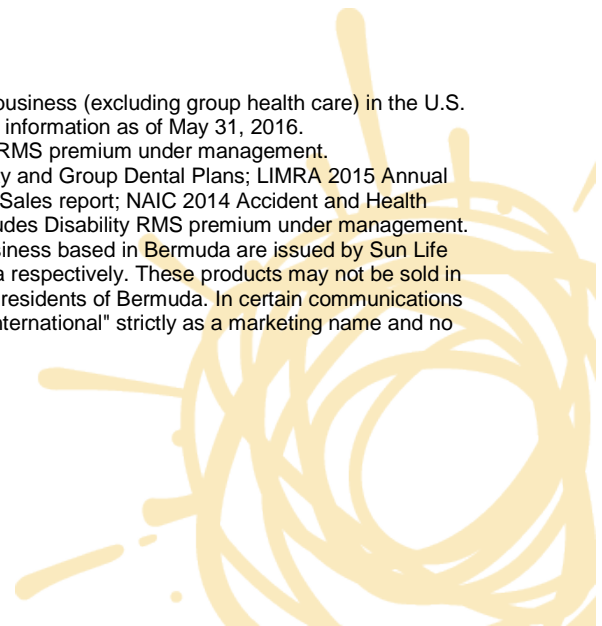 business (excluding group health care) in the U.S.
information as of May 31, 2016.
RMS premium under management.
y and Group Dental Plans; LIMRA 2015 Annual
Sales report; NAIC 2014 Accident and Health
udes Disability RMS premium under management.
siness based in Bermuda are issued by Sun Life
a respectively. These products may not be sold in
residents of Bermuda. In certain communications
nternational" strictly as a marketing name and no